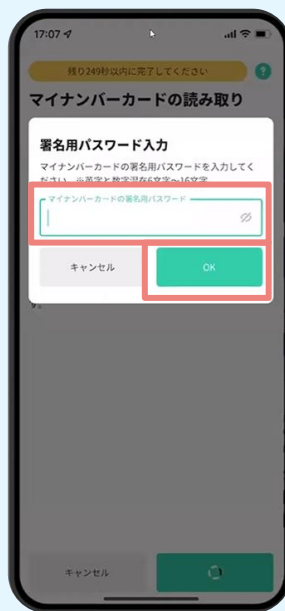 17:07
残り249秒以内に完了してください
?
マイナンバーカードの読み取り
署名用パスワード入力
マイナンバーカードの署名用パスワードを入力してく
ださい。※英字と数字混在6文字~16文字
マイナンバーカードの署名用パスワード
キャンセル
OK
す。
キャンセル